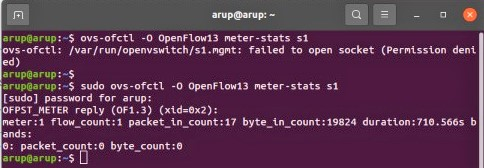 arup@arup: ~
arup@arup:~$ ovs-ofctl -O OpenFlow13 meter-stats s1
ovs-ofctl: /var/run/openvswitch/s1.mgmt: failed to open socket (Permission deni
ed)
arup@arup:~$
arup@arup:~$ sudo ovs-ofctl -O OpenFlow13 meter-stats s1
[sudo] password for arup:
OFPST_METER reply (OF1.3) (xid=0x2):
meter:1 flow_count:1 packet_in_count:17 byte_in_count:19824 duration:710.566s b
ands:
0: packet_count:0 byte_count:0
arup@arup:~$